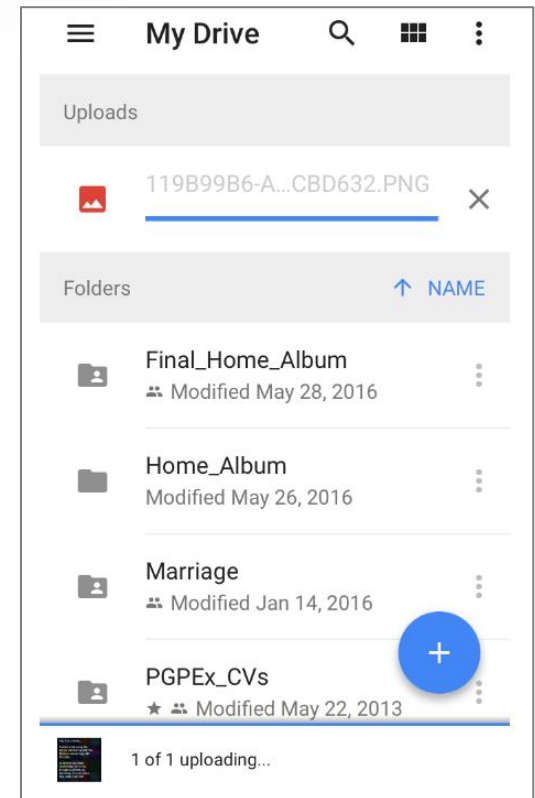 My Drive
Uploads
119B99B6-A...CBD632.PNG
Folders
NAME
Final_Home_Album
Modified May 28, 2016
Home_Album
Modified May 26, 2016
Marriage
Modified Jan 14, 2016
PGPEx_CVs
Modified May 22, 2013
1 of 1 uploading...